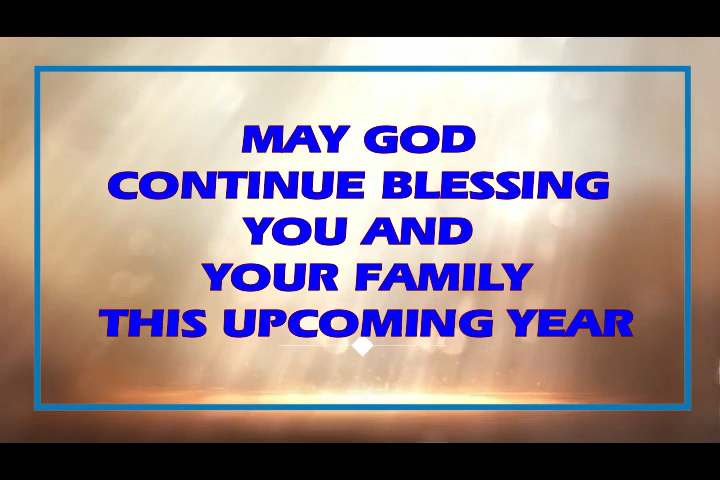 MAY GOD
CONTINUE BLESSING
YOU AND
YOUR FAMILY
THIS UPCOMING YEAR